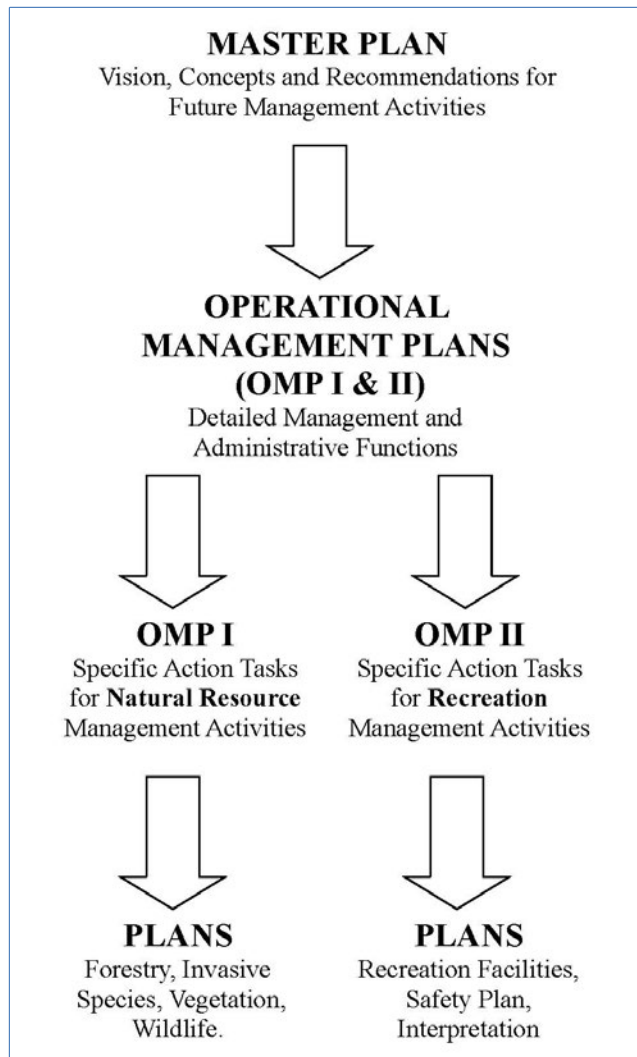 MASTER PLAN
Vision, Concepts and Recommendations for
Future Management Activities
OPERATIONAL
MANAGEMENT PLANS
(OMP I & II)
Detailed Management and
Administrative Functions
OMP I
Specific Action Tasks
for Natural Resource
Management Activities
OMP II
Specific Action Tasks
for Recreation
Management Activities
PLANS
Forestry, Invasive
Species, Vegetation,
Wildlife.
PLANS
Recreation Facilities,
Safety Plan,
Interpretation